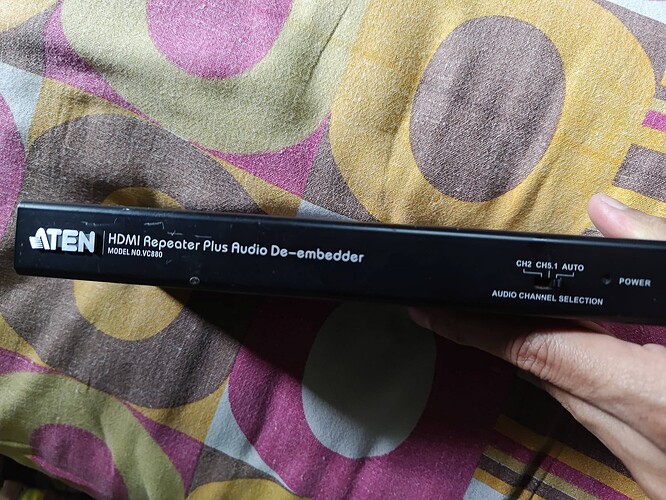 ATEN
HDMI Repeater Plus Audio De-embedder
MODEL NO.VC880
CH2 CH5.1 AUTO
AUDIO CHANNEL SELECTION
POWER